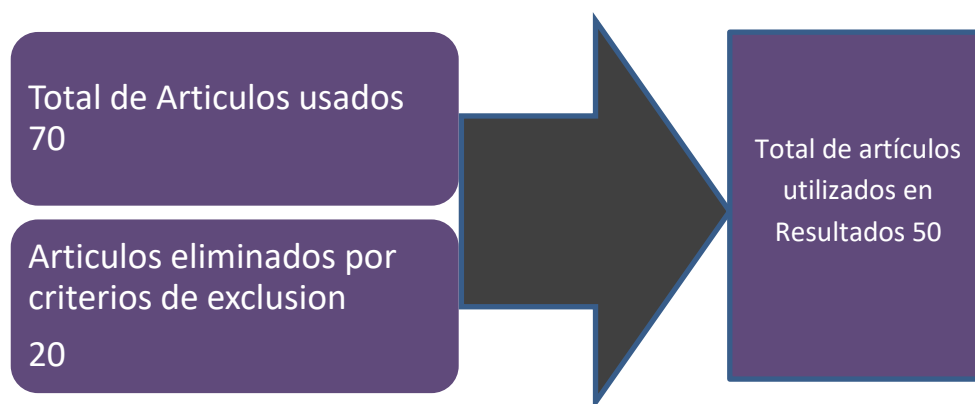 Total de Articulos usados
70
Articulos eliminados por
criterios de exclusion
20
Total de artículos
utilizados en
Resultados 50